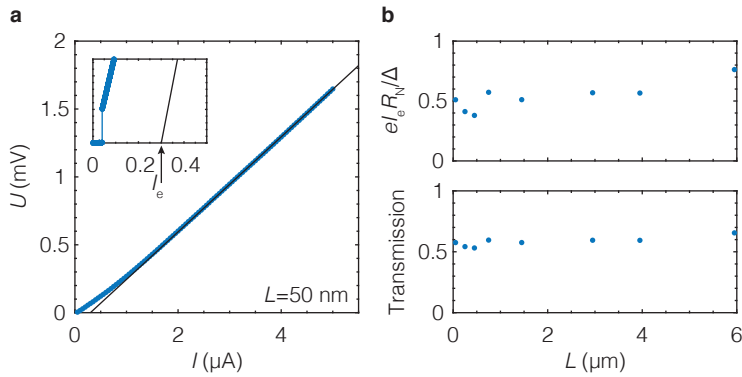 a
2
1.5
1
0.5
0
U (mV)
0 0.2 0.4
I_e
L=50 nm
0 2 4
I (μA)
b
1
0.5
0
eI_eR_N/Δ
1
0.5
0
Transmission
0 2 4 6
L (μm)